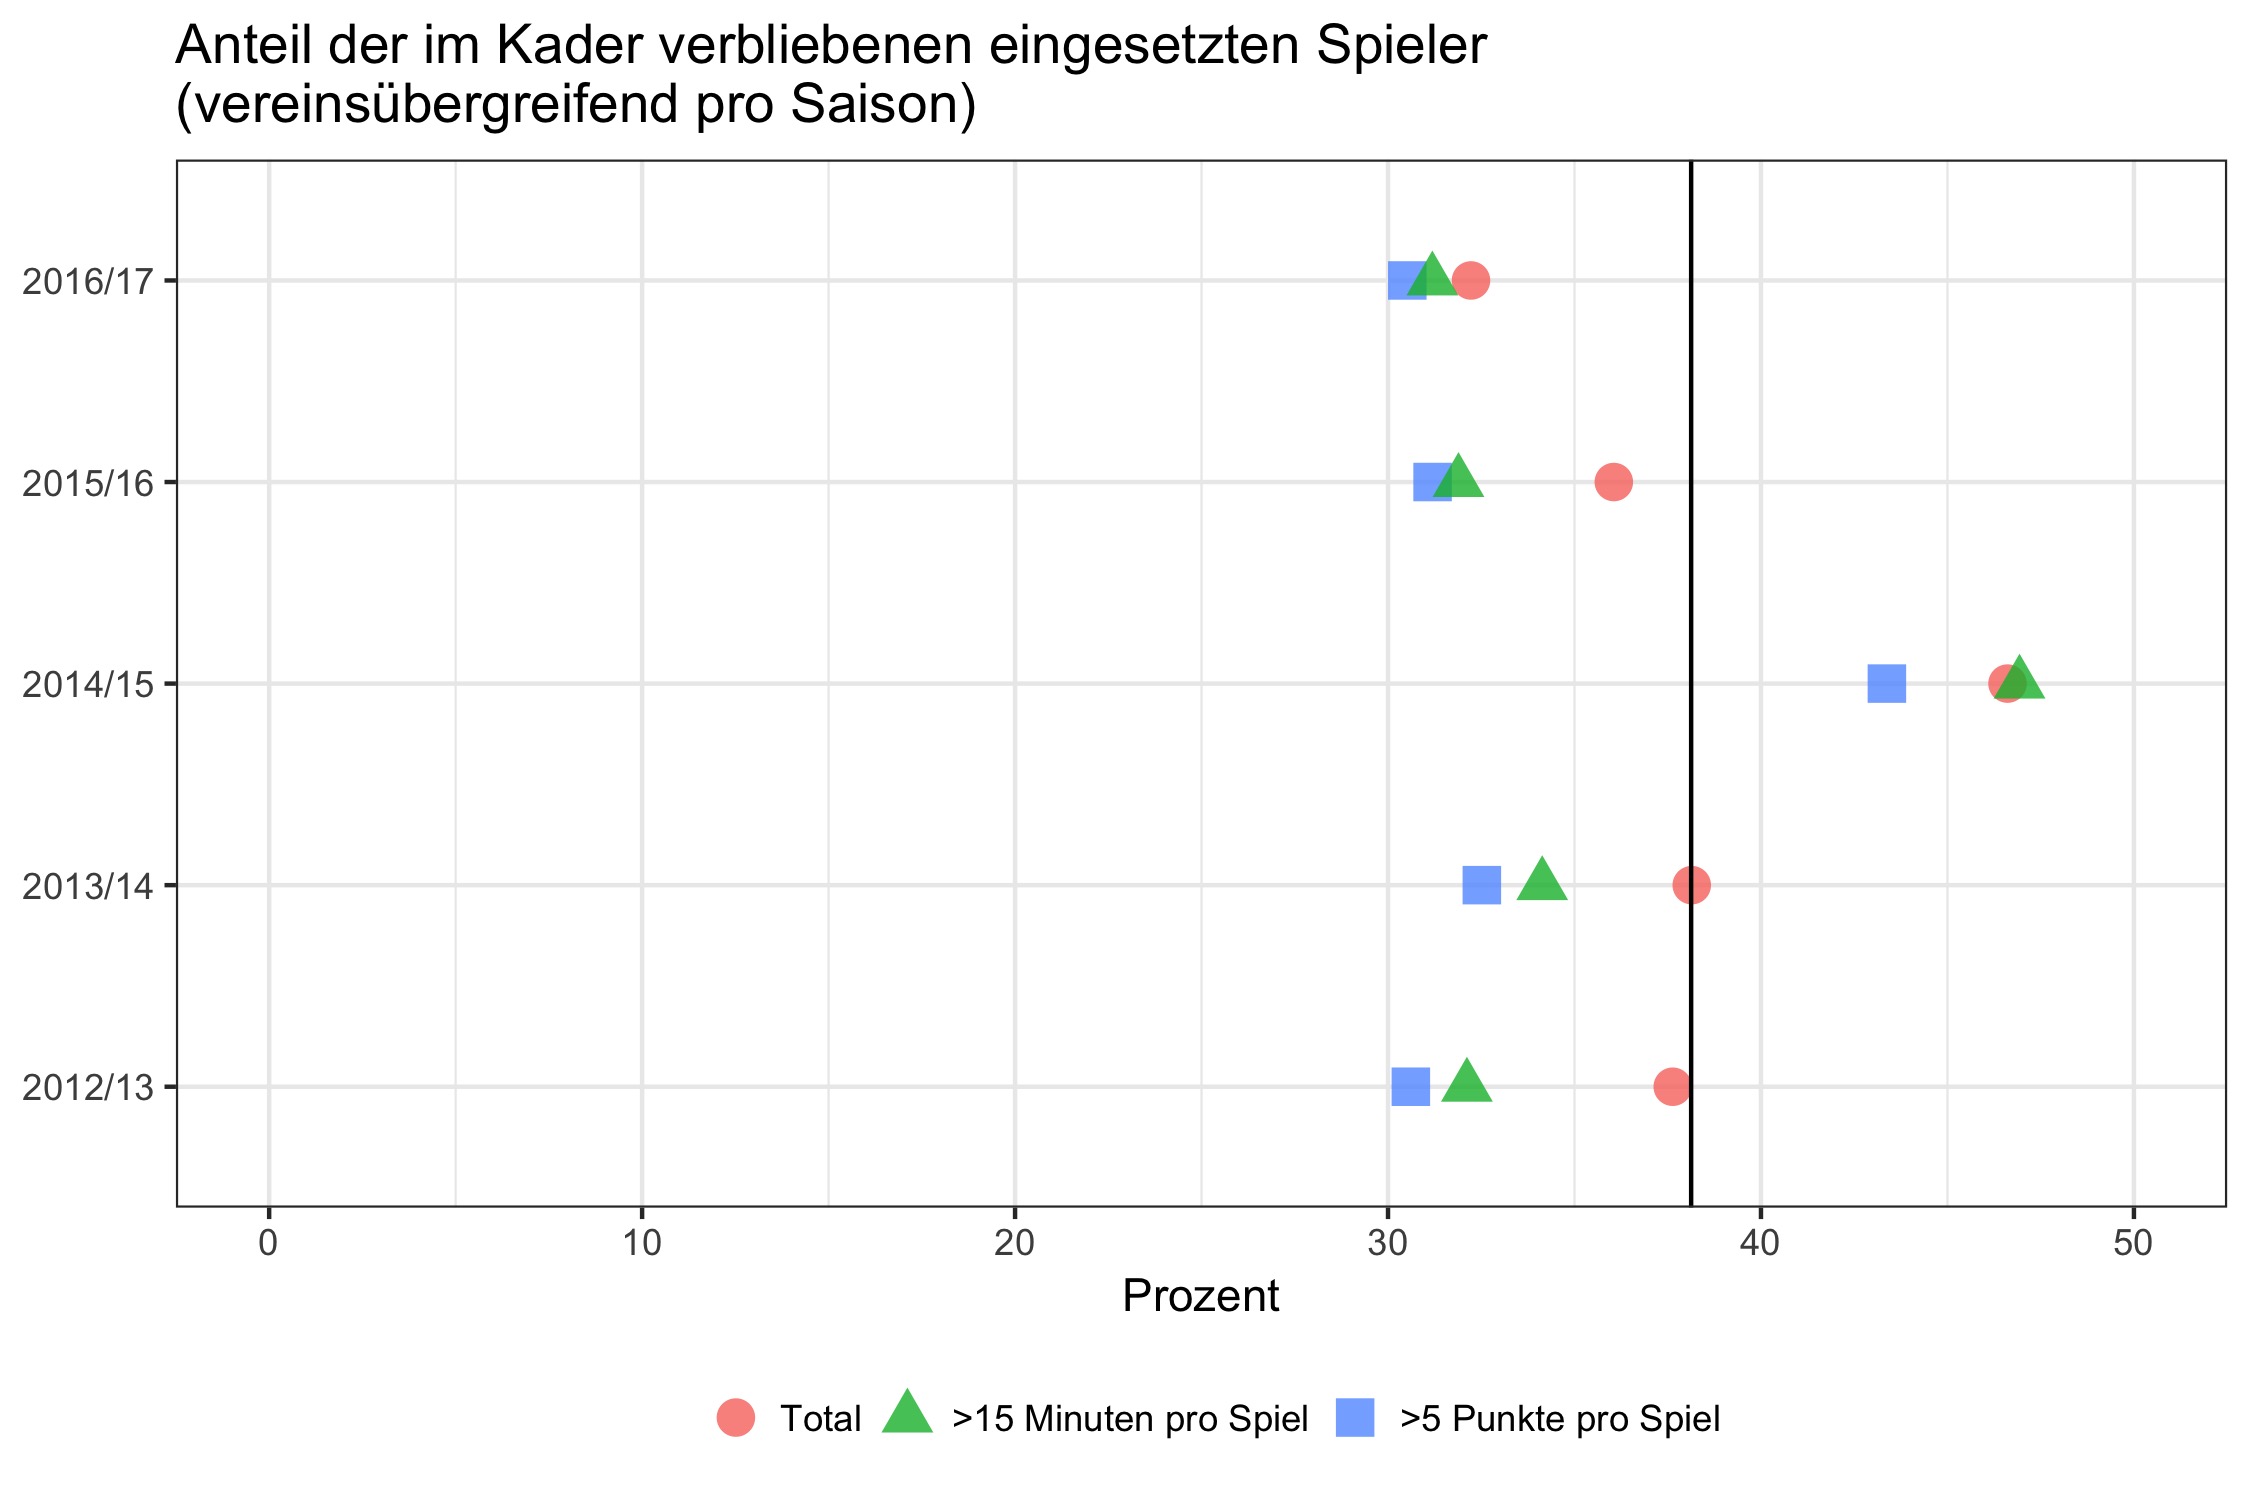 Anteil der im Kader verbliebenen eingesetzten Spieler
(vereinsübergreifend pro Saison)
2016/17
2015/16
2014/15
2013/14
2012/13
0 10 20 30 40 50
Prozent
Total >15 Minuten pro Spiel >5 Punkte pro Spiel